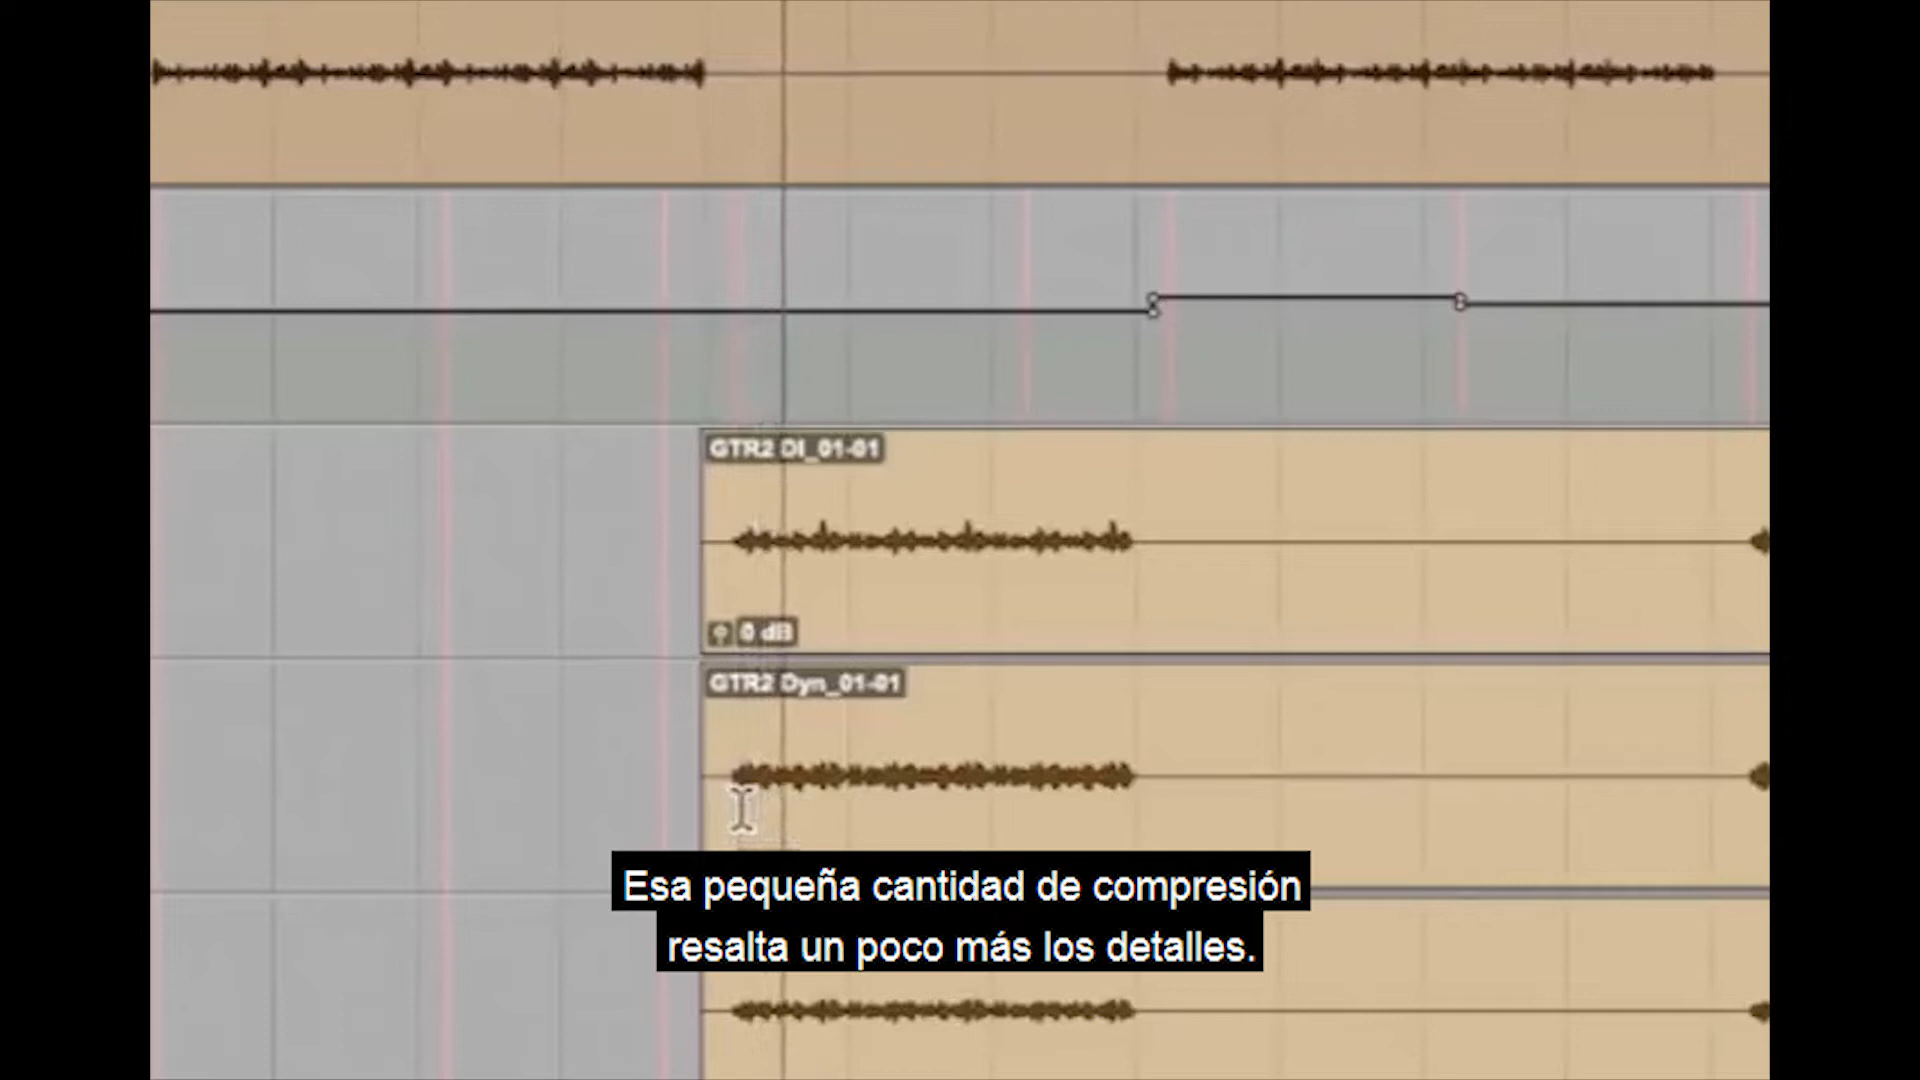 GTR2 DI_01-01
0 dB
GTR2 Dyn_01-01
Esa pequeña cantidad de compresión
resalta un poco más los detalles.